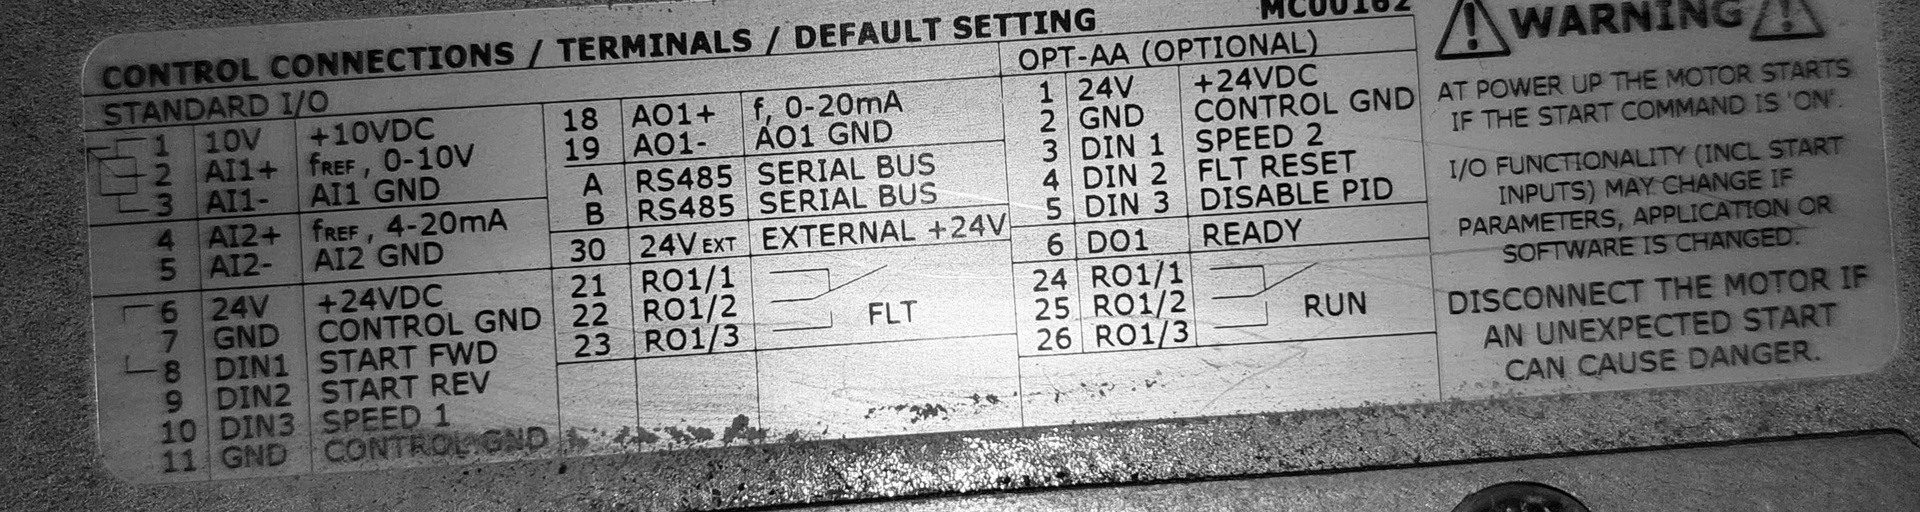 CONTROL CONNECTIONS / TERMINALS / DEFAULT SETTING MC00162
STANDARD I/O
1 10V +10VDC
2 AI1+ fREF, 0-10V
3 AI1- AI1 GND
4 AI2+ fREF, 4-20mA
5 AI2- AI2 GND
6 24V +24VDC
7 GND CONTROL GND
8 DIN1 START FWD
9 DIN2 START REV
10 DIN3 SPEED 1
11 GND CONTROL GND
18 AO1+ f, 0-20mA
19 AO1- AO1 GND
A RS485 SERIAL BUS
B RS485 SERIAL BUS
30 24VEXT EXTERNAL +24V
21 RO1/1
22 RO1/2 FLT
23 RO1/3
OPT-AA (OPTIONAL)
1 24V +24VDC
2 GND CONTROL GND
3 DIN 1 SPEED 2
4 DIN 2 FLT RESET
5 DIN 3 DISABLE PID
6 DO1 READY
24 RO1/1
25 RO1/2 RUN
26 RO1/3
WARNING
AT POWER UP THE MOTOR STARTS
IF THE START COMMAND IS 'ON'.
I/O FUNCTIONALITY (INCL START
INPUTS) MAY CHANGE IF
PARAMETERS, APPLICATION OR
SOFTWARE IS CHANGED.
DISCONNECT THE MOTOR IF
AN UNEXPECTED START
CAN CAUSE DANGER.